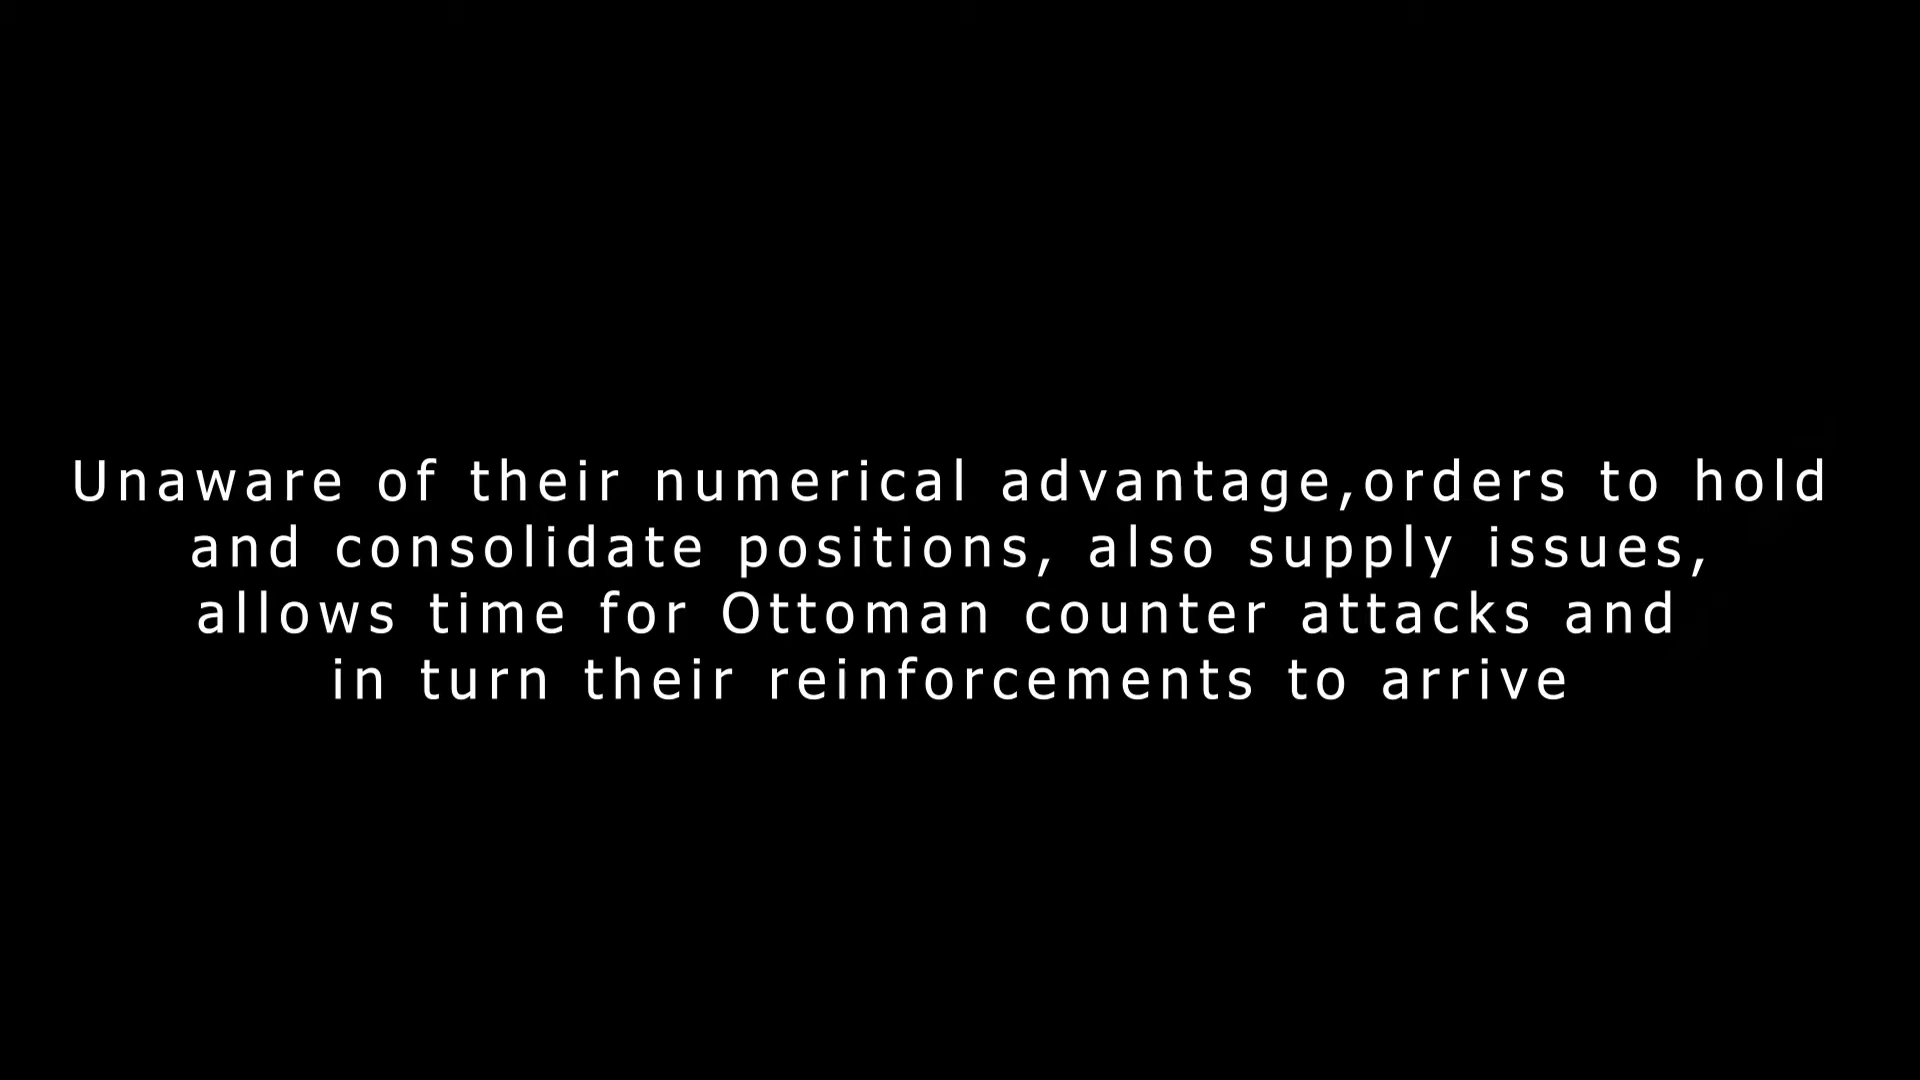 Unaware of their numerical advantage,orders to hold
and consolidate positions, also supply issues,
allows time for Ottoman counter attacks and
in turn their reinforcements to arrive